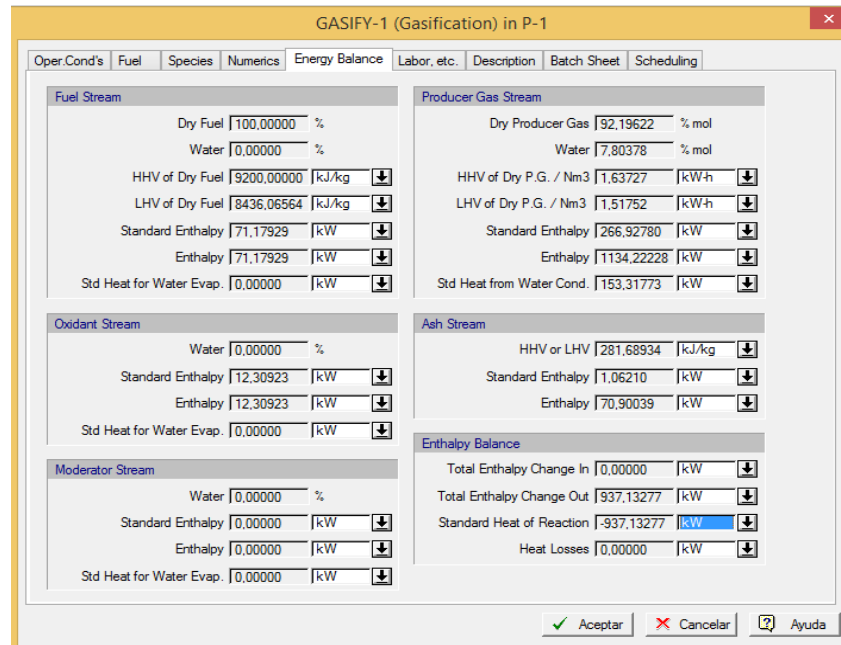 GASIFY-1 (Gasification) in P-1
Oper.Cond's Fuel Species Numerics Energy Balance Labor, etc. Description Batch Sheet Scheduling
Fuel Stream
Dry Fuel 100,00000 %
Water 0,00000 %
HHV of Dry Fuel 9200,00000 kJ/kg
LHV of Dry Fuel 8436,06564 kJ/kg
Standard Enthalpy 71,17929 kW
Enthalpy 71,17929 kW
Std Heat for Water Evap. 0,00000 kW
Oxidant Stream
Water 0,00000 %
Standard Enthalpy 12,30923 kW
Enthalpy 12,30923 kW
Std Heat for Water Evap. 0,00000 kW
Moderator Stream
Water 0,00000 %
Standard Enthalpy 0,00000 kW
Enthalpy 0,00000 kW
Std Heat for Water Evap. 0,00000 kW
Producer Gas Stream
Dry Producer Gas 92,19622 % mol
Water 7,80378 % mol
HHV of Dry P.G. / Nm3 1,63727 kW-h
LHV of Dry P.G. / Nm3 1,51752 kW-h
Standard Enthalpy 266,92780 kW
Enthalpy 1134,22228 kW
Std Heat from Water Cond. 153,31773 kW
Ash Stream
HHV or LHV 281,68934 kJ/kg
Standard Enthalpy 1,06210 kW
Enthalpy 70,90039 kW
Enthalpy Balance
Total Enthalpy Change In 0,00000 kW
Total Enthalpy Change Out 937,13277 kW
Standard Heat of Reaction -937,13277 kW
Heat Losses 0,00000 kW
Aceptar Cancelar Ayuda